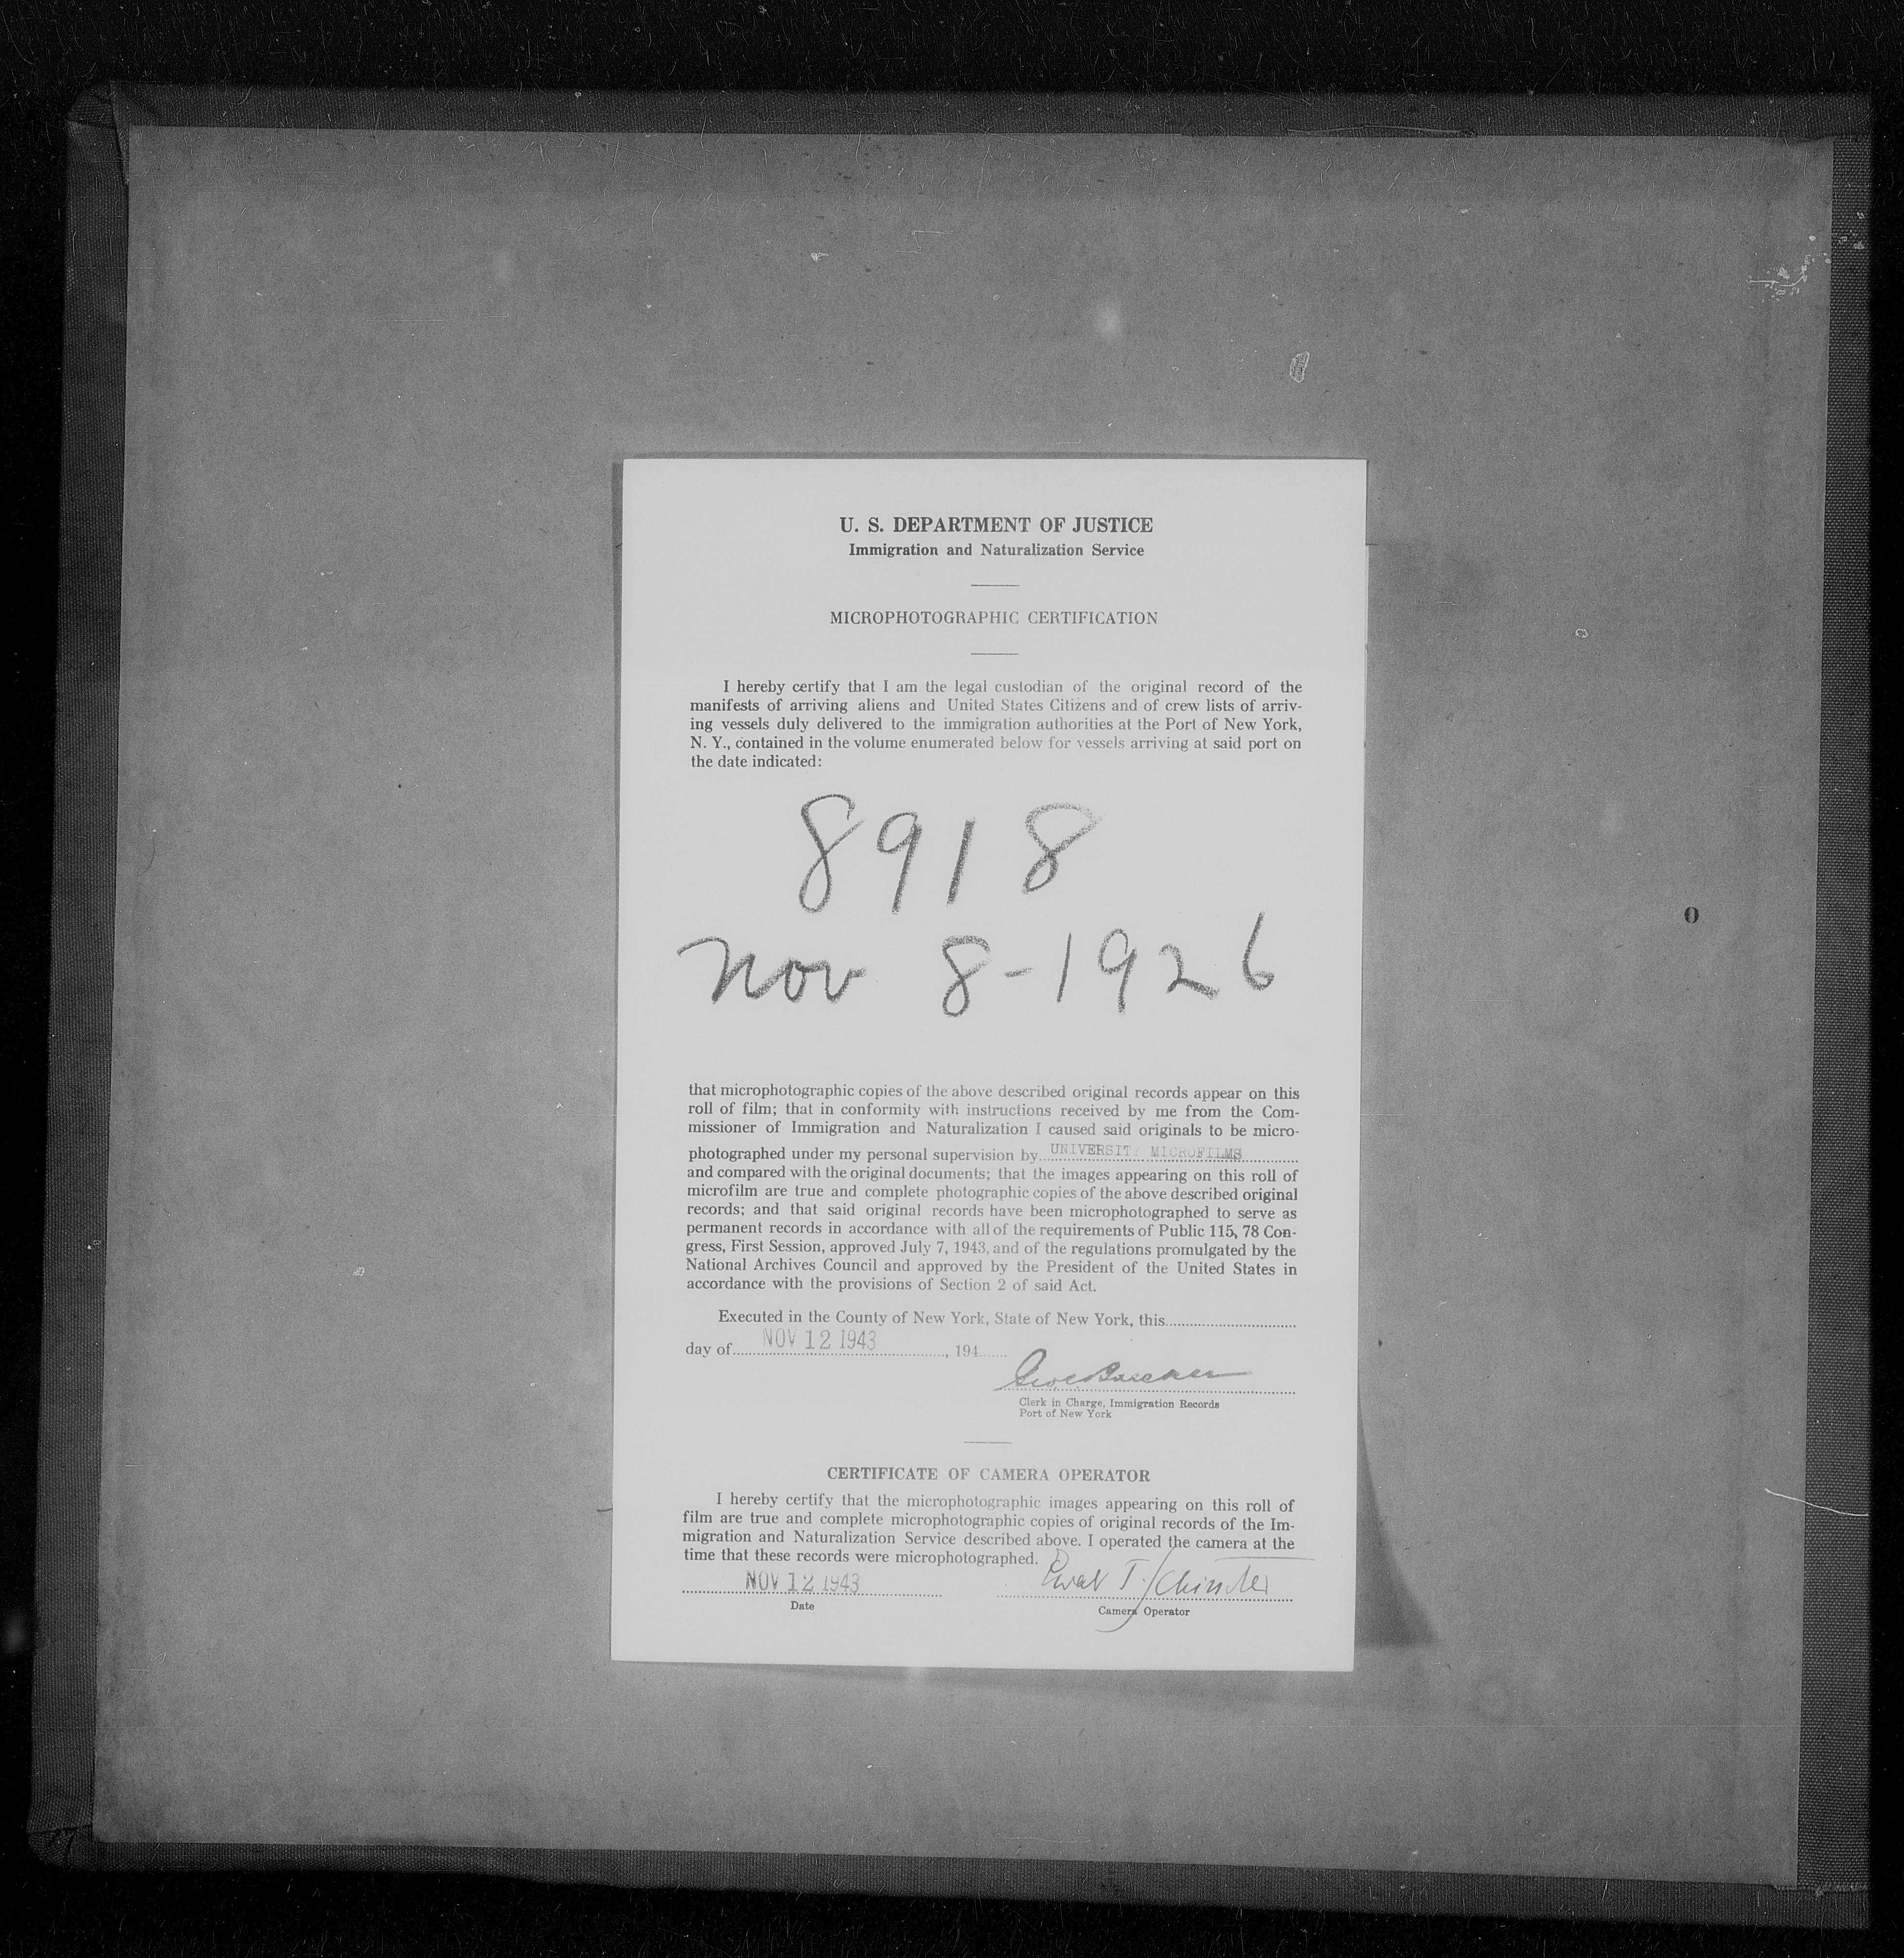 U. S. DEPARTMENT OF JUSTICE
Immigration and Naturalization Service
MICROPHOTOGRAPHIC CERTIFICATION
I hereby certify that I am the legal custodian of the original record of the
manifests of arriving aliens and United States Citizens and of crew lists of arriv-
ing vessels duly delivered to the immigration authorities at the Port of New York,
N. Y., contained in the volume enumerated below for vessels arriving at said port on
the date indicated:
8918
Nov 8-1926
O
that microphotographic copies of the above described original records appear on this
roll of film; that in conformity with instructions received by me from the Com-
missioner of Immigration and Naturalization I caused said originals to be micro-
photographed under my personal supervision by UNIVERSITY MICROFILMS
and compared with the original documents; that the images appearing on this roll of
microfilm are true and complete photographic copies of the above described original
records; and that said original records have been microphotographed to serve as
permanent records in accordance with all of the requirements of Public 115, 78 Con-
gress, First Session, approved July 7, 1943, and of the regulations promulgated by the
National Archives Council and approved by the President of the United States in
accordance with the provisions of Section 2 of said Act.
Executed in the County of New York, State of New York, this
day of NOV 12 1943, 194
Clerk in Charge, Immigration Records
Port of New York
CERTIFICATE OF CAMERA OPERATOR
I hereby certify that the microphotographic images appearing on this roll of
film are true and complete microphotographic copies of original records of the Im-
migration and Naturalization Service described above. I operated the camera at the
time that these records were microphotographed.
NOV 12 1943
Date
Camera Operator